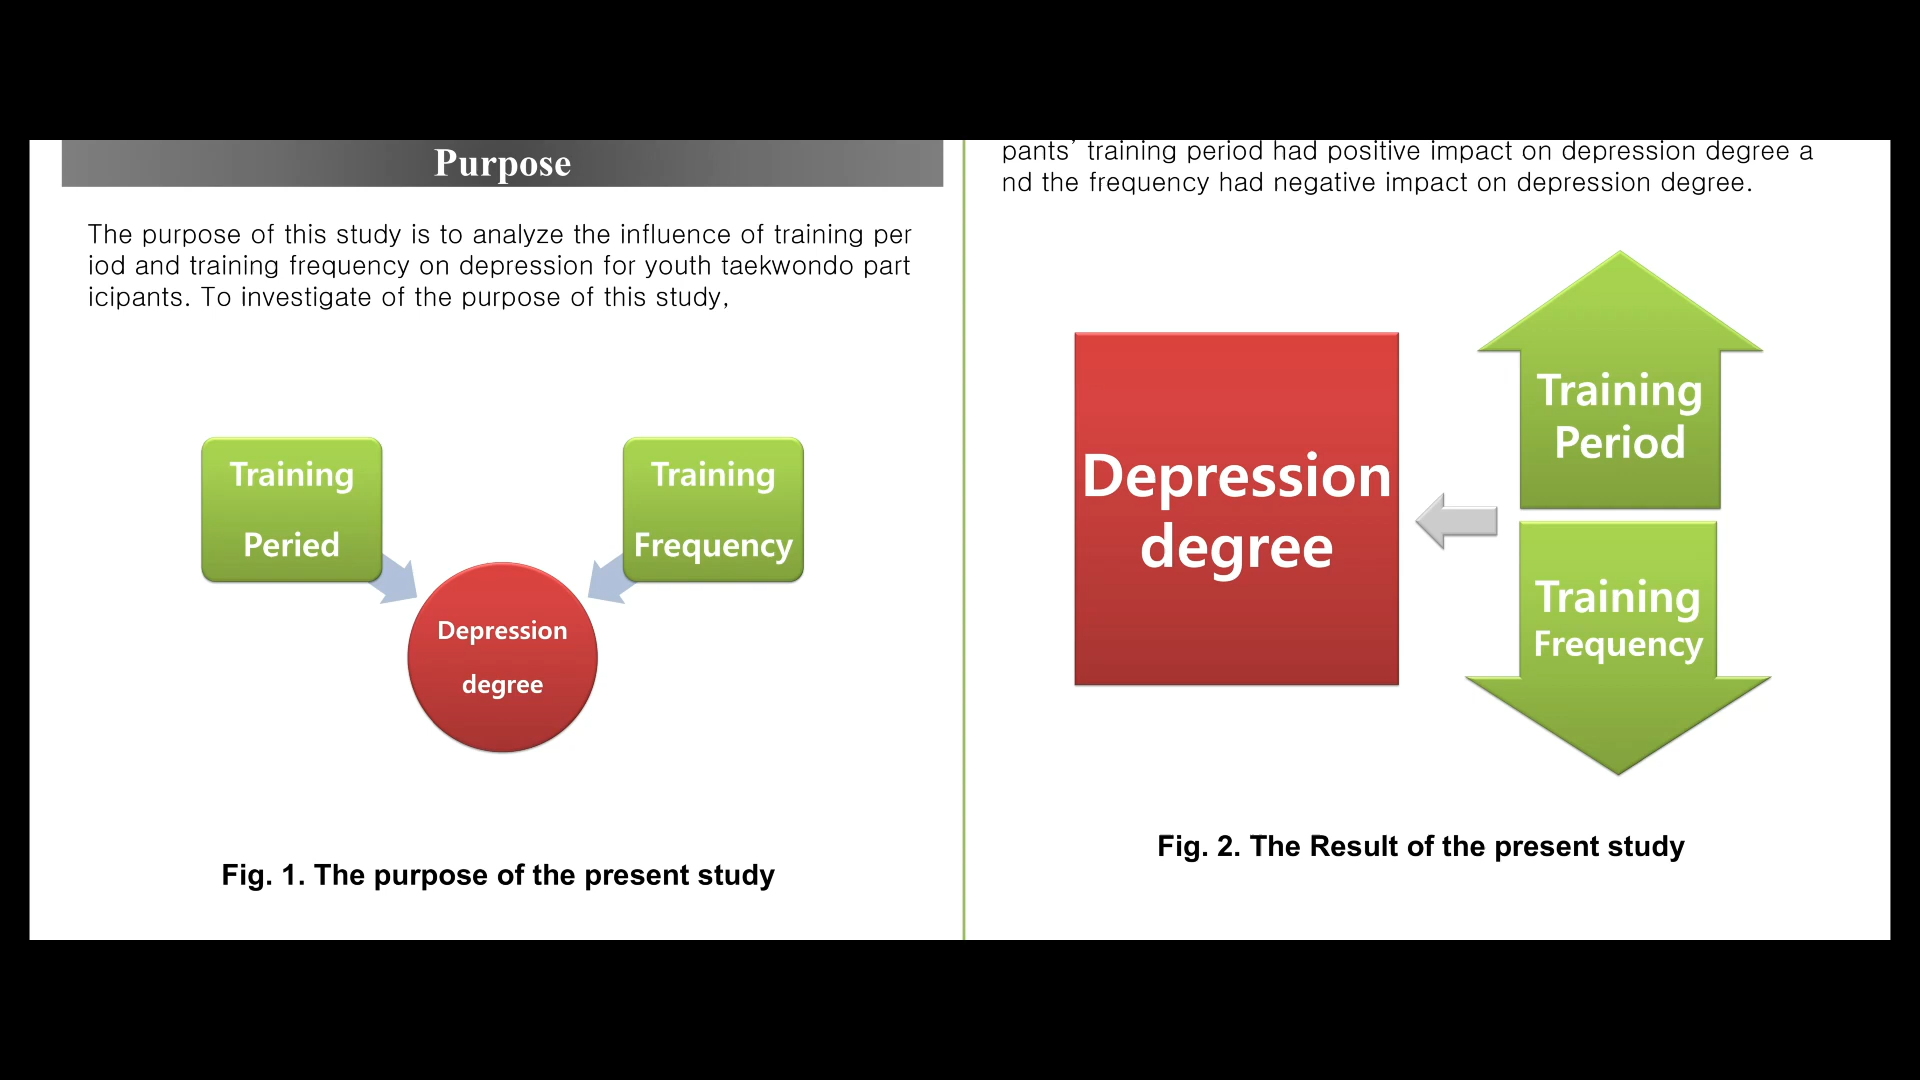 Purpose
The purpose of this study is to analyze the influence of training per
iod and training frequency on depression for youth taekwondo part
icipants. To investigate of the purpose of this study,
Training
Peried
Training
Frequency
Depression
degree
Fig. 1. The purpose of the present study
pants’ training period had positive impact on depression degree a
nd the frequency had negative impact on depression degree.
Depression
degree
Training
Period
Training
Frequency
Fig. 2. The Result of the present study